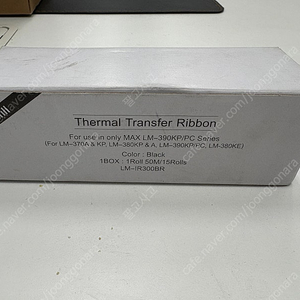 Thermal Transfer Ribbon
For use in only MAX LM-390KP/PC Series
(For LM-370A & KP, LM-380KP & A, LM-390KP/PC, LM-380KE)
Color : Black
1BOX : 1Roll 50M/15Rolls
LM-IR300BR